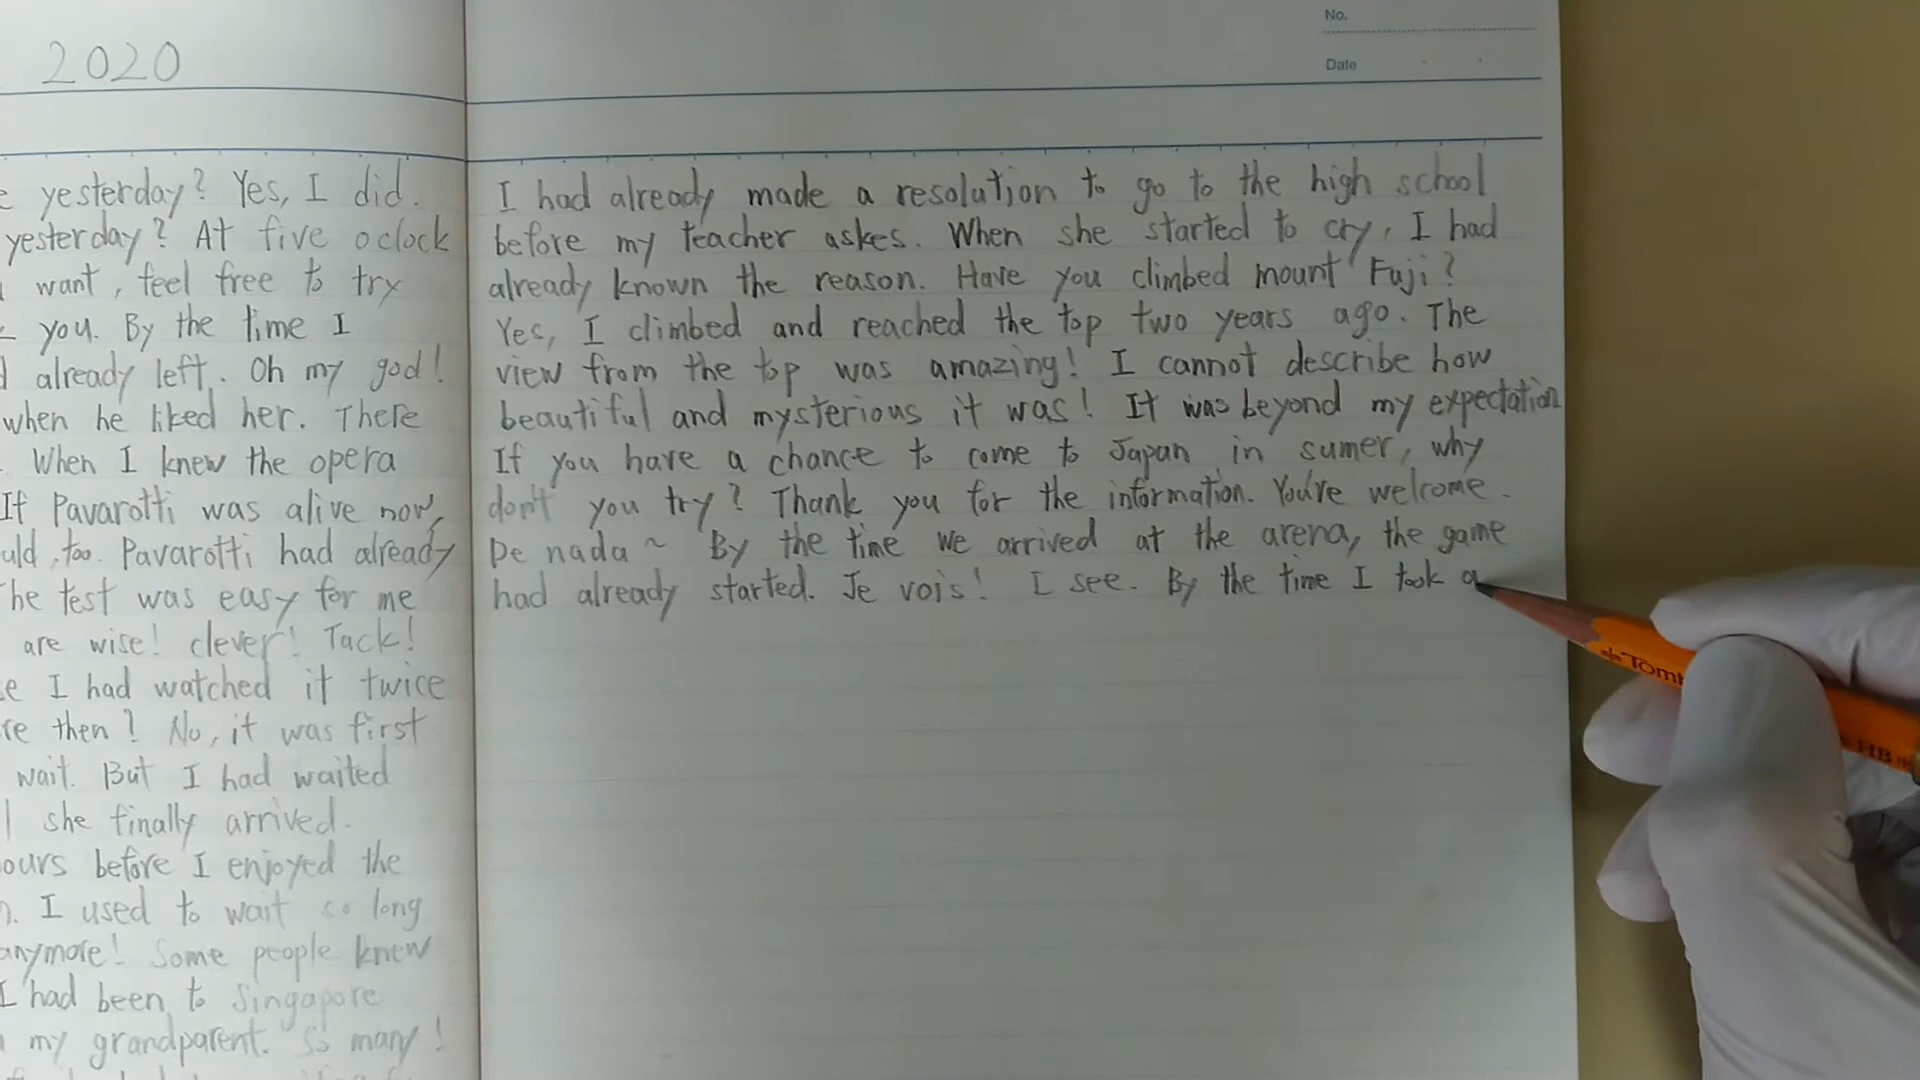 2020
yesterday? Yes, I did.
yesterday? At five oclock
want, feel free to try
you. By the time I
already left. Oh my god!
when he liked her. There
When I knew the opera
If Pavarotti was alive now,
uld, too. Pavarotti had already
he test was easy for me
are wise! clever! Tack!
se I had watched it twice
re then? No, it was first
wait. But I had waited
she finally arrived.
ours before I enjoyed the
n. I used to wait so long
anymore! Some people knew
I had been to Singapore
my grandparent. So many!
No.
Date
I had already made a resolution to go to the high school
before my teacher askes. When she started to cry, I had
already known the reason. Have you climbed mount Fuji?
Yes, I climbed and reached the top two years ago. The
view from the top was amazing! I cannot describe how
beautiful and mysterious it was! It was beyond my expectation
If you have a chance to come to Japan in sumer, why
don't you try? Thank you for the information. You're welcome.
De nada ~ By the time we arrived at the arena, the game
had already started. Je vois! I see. By the time I took a
Tom
HB